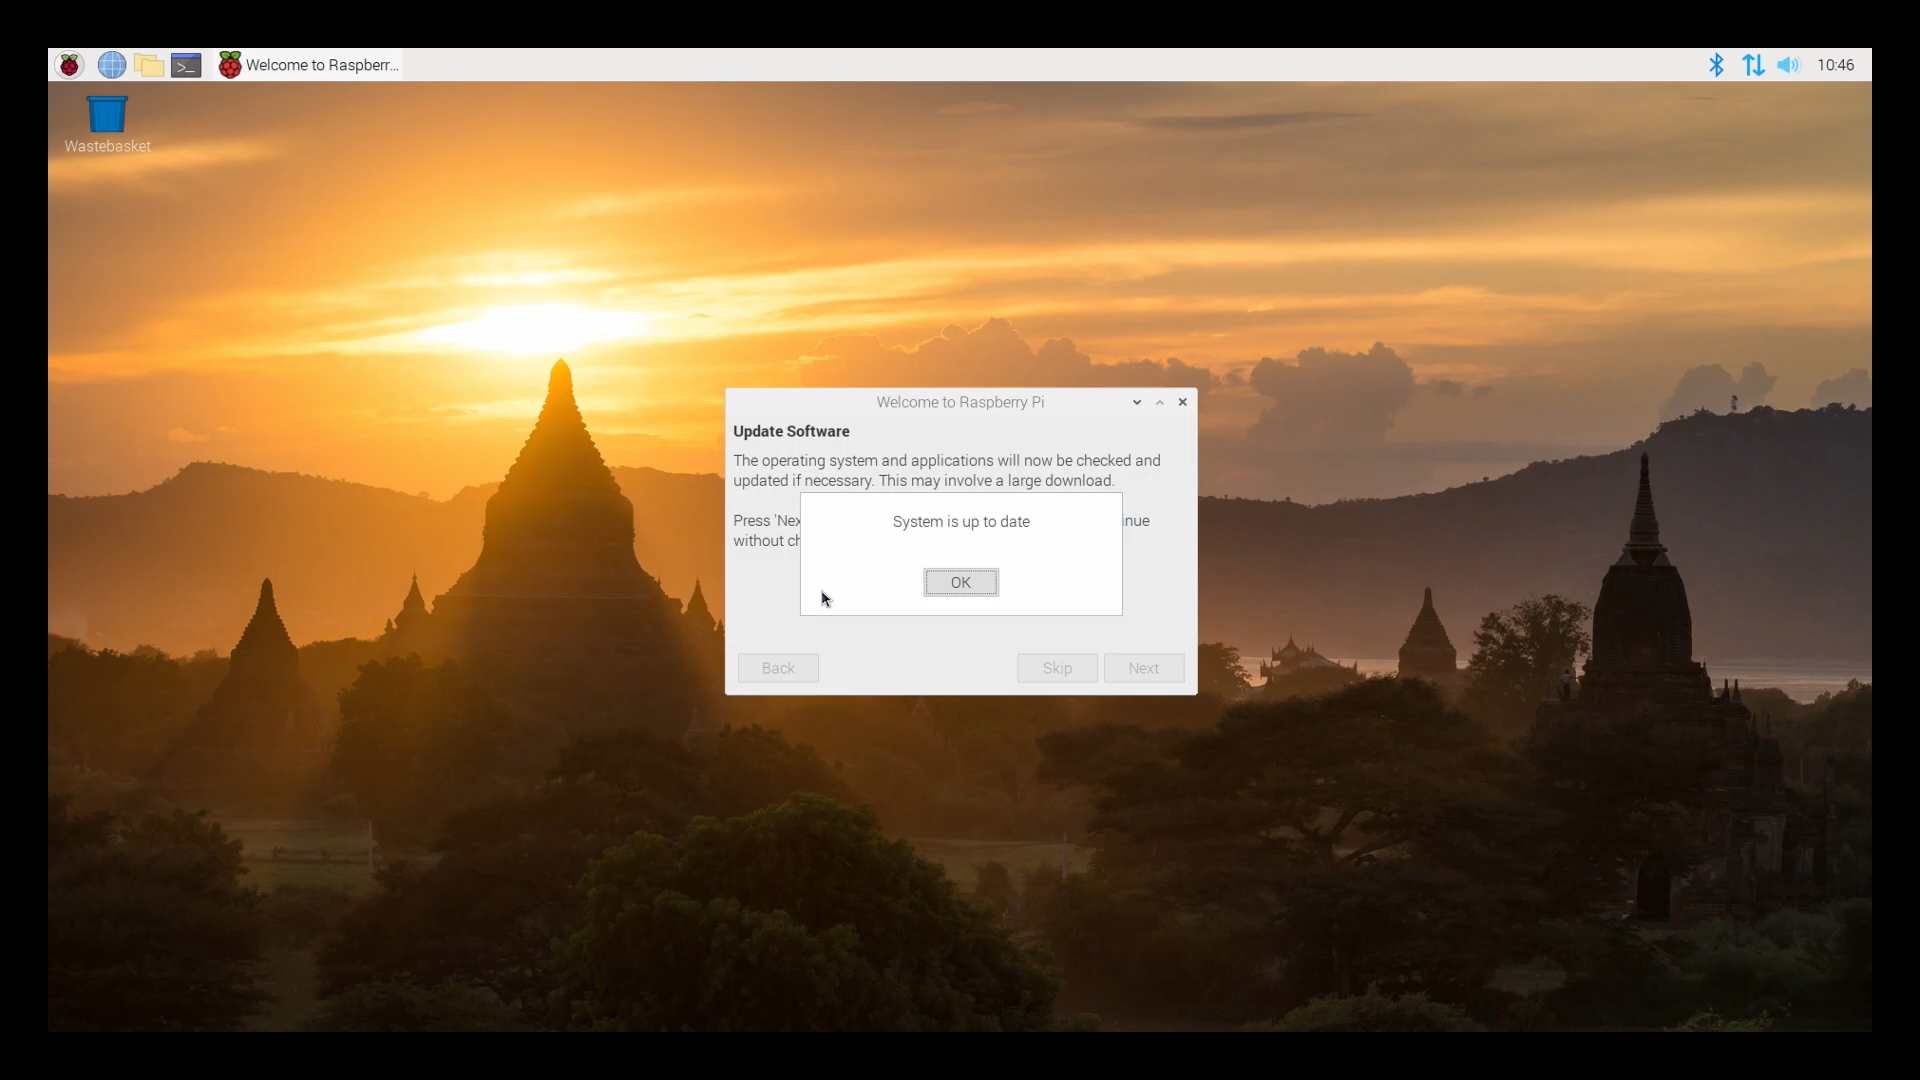 Welcome to Raspberr...
10:46
Wastebasket
Welcome to Raspberry Pi
Update Software
The operating system and applications will now be checked and
updated if necessary. This may involve a large download.
Press 'Nex
inue
without ch
System is up to date
OK
Back
Skip
Next